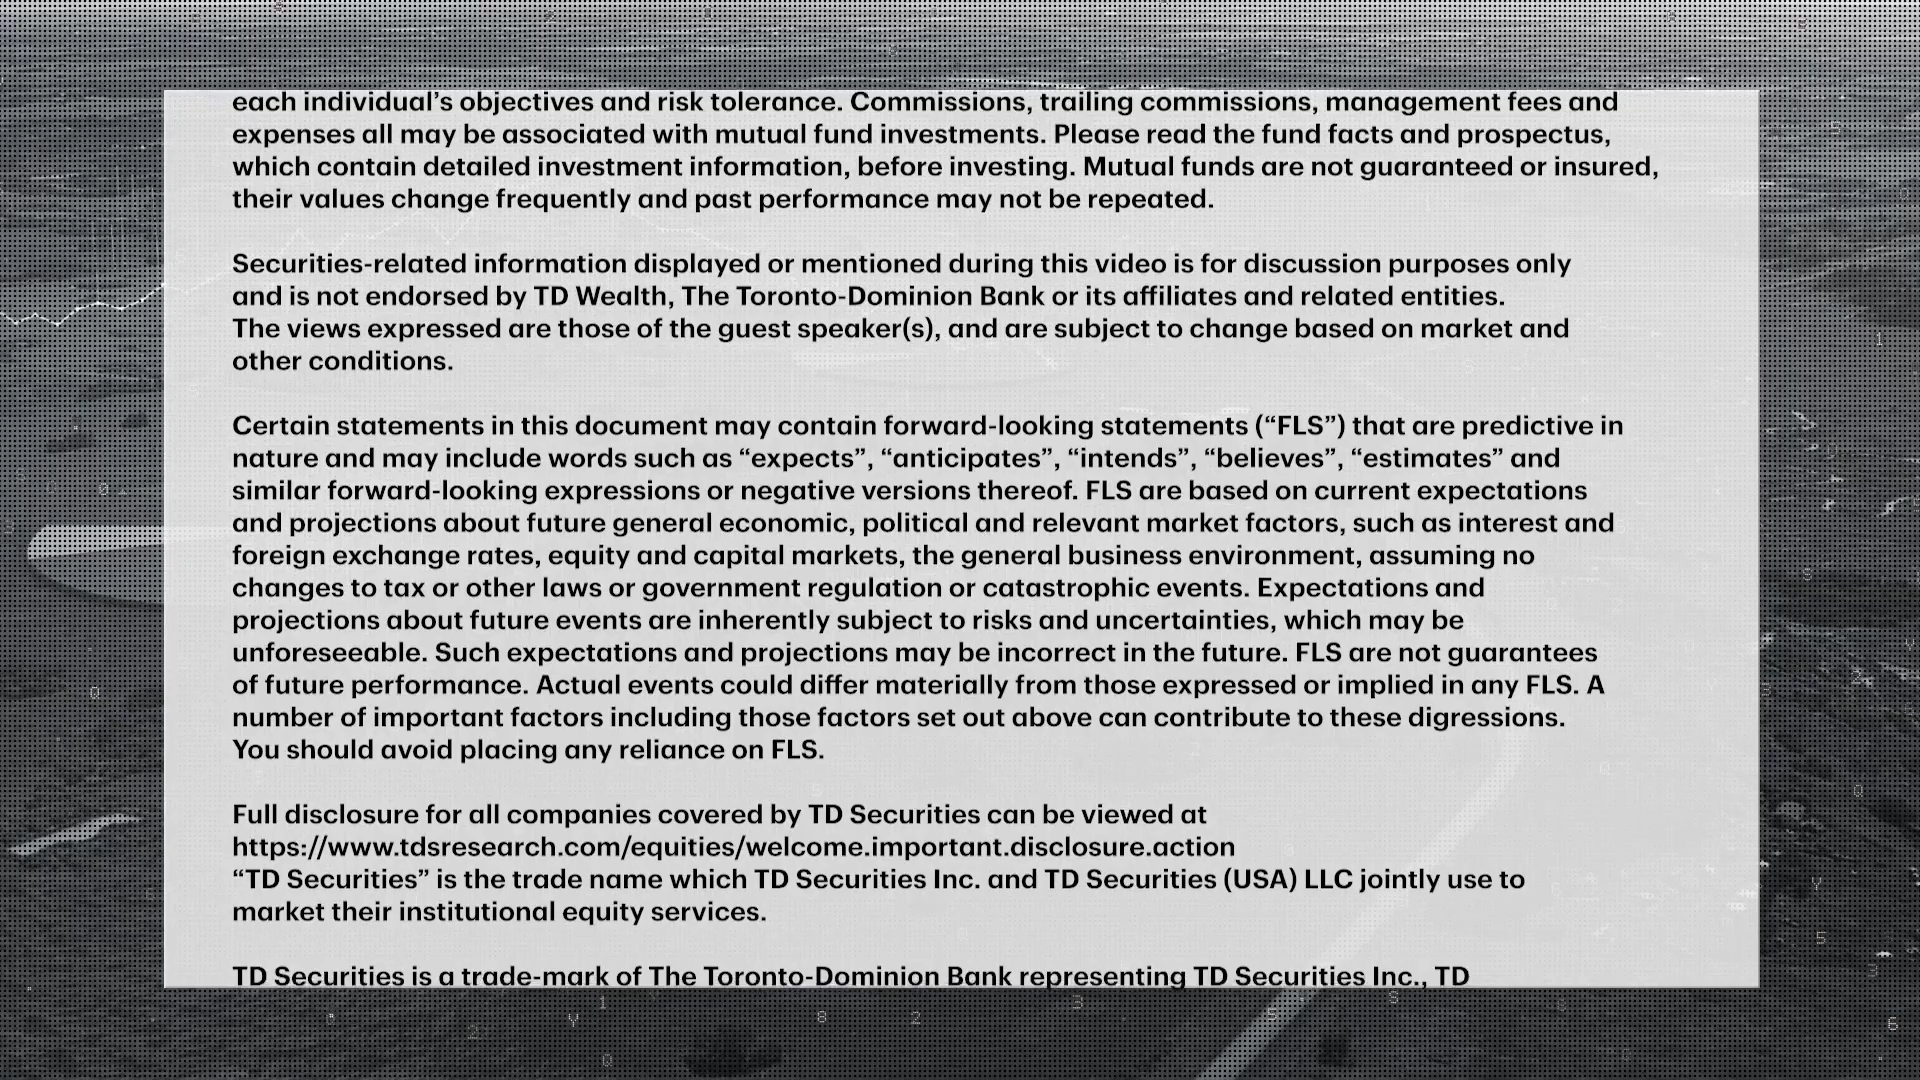 each individual’s objectives and risk tolerance. Commissions, trailing commissions, management fees and
expenses all may be associated with mutual fund investments. Please read the fund facts and prospectus,
which contain detailed investment information, before investing. Mutual funds are not guaranteed or insured,
their values change frequently and past performance may not be repeated.
Securities-related information displayed or mentioned during this video is for discussion purposes only
and is not endorsed by TD Wealth, The Toronto-Dominion Bank or its affiliates and related entities.
The views expressed are those of the guest speaker(s), and are subject to change based on market and
other conditions.
Certain statements in this document may contain forward-looking statements (“FLS”) that are predictive in
nature and may include words such as “expects”, “anticipates”, “intends”, “believes”, “estimates” and
similar forward-looking expressions or negative versions thereof. FLS are based on current expectations
and projections about future general economic, political and relevant market factors, such as interest and
foreign exchange rates, equity and capital markets, the general business environment, assuming no
changes to tax or other laws or government regulation or catastrophic events. Expectations and
projections about future events are inherently subject to risks and uncertainties, which may be
unforeseeable. Such expectations and projections may be incorrect in the future. FLS are not guarantees
of future performance. Actual events could differ materially from those expressed or implied in any FLS. A
number of important factors including those factors set out above can contribute to these digressions.
You should avoid placing any reliance on FLS.
Full disclosure for all companies covered by TD Securities can be viewed at
https://www.tdsresearch.com/equities/welcome.important.disclosure.action
“TD Securities” is the trade name which TD Securities Inc. and TD Securities (USA) LLC jointly use to
market their institutional equity services.
TD Securities is a trade-mark of The Toronto-Dominion Bank representing TD Securities Inc., TD